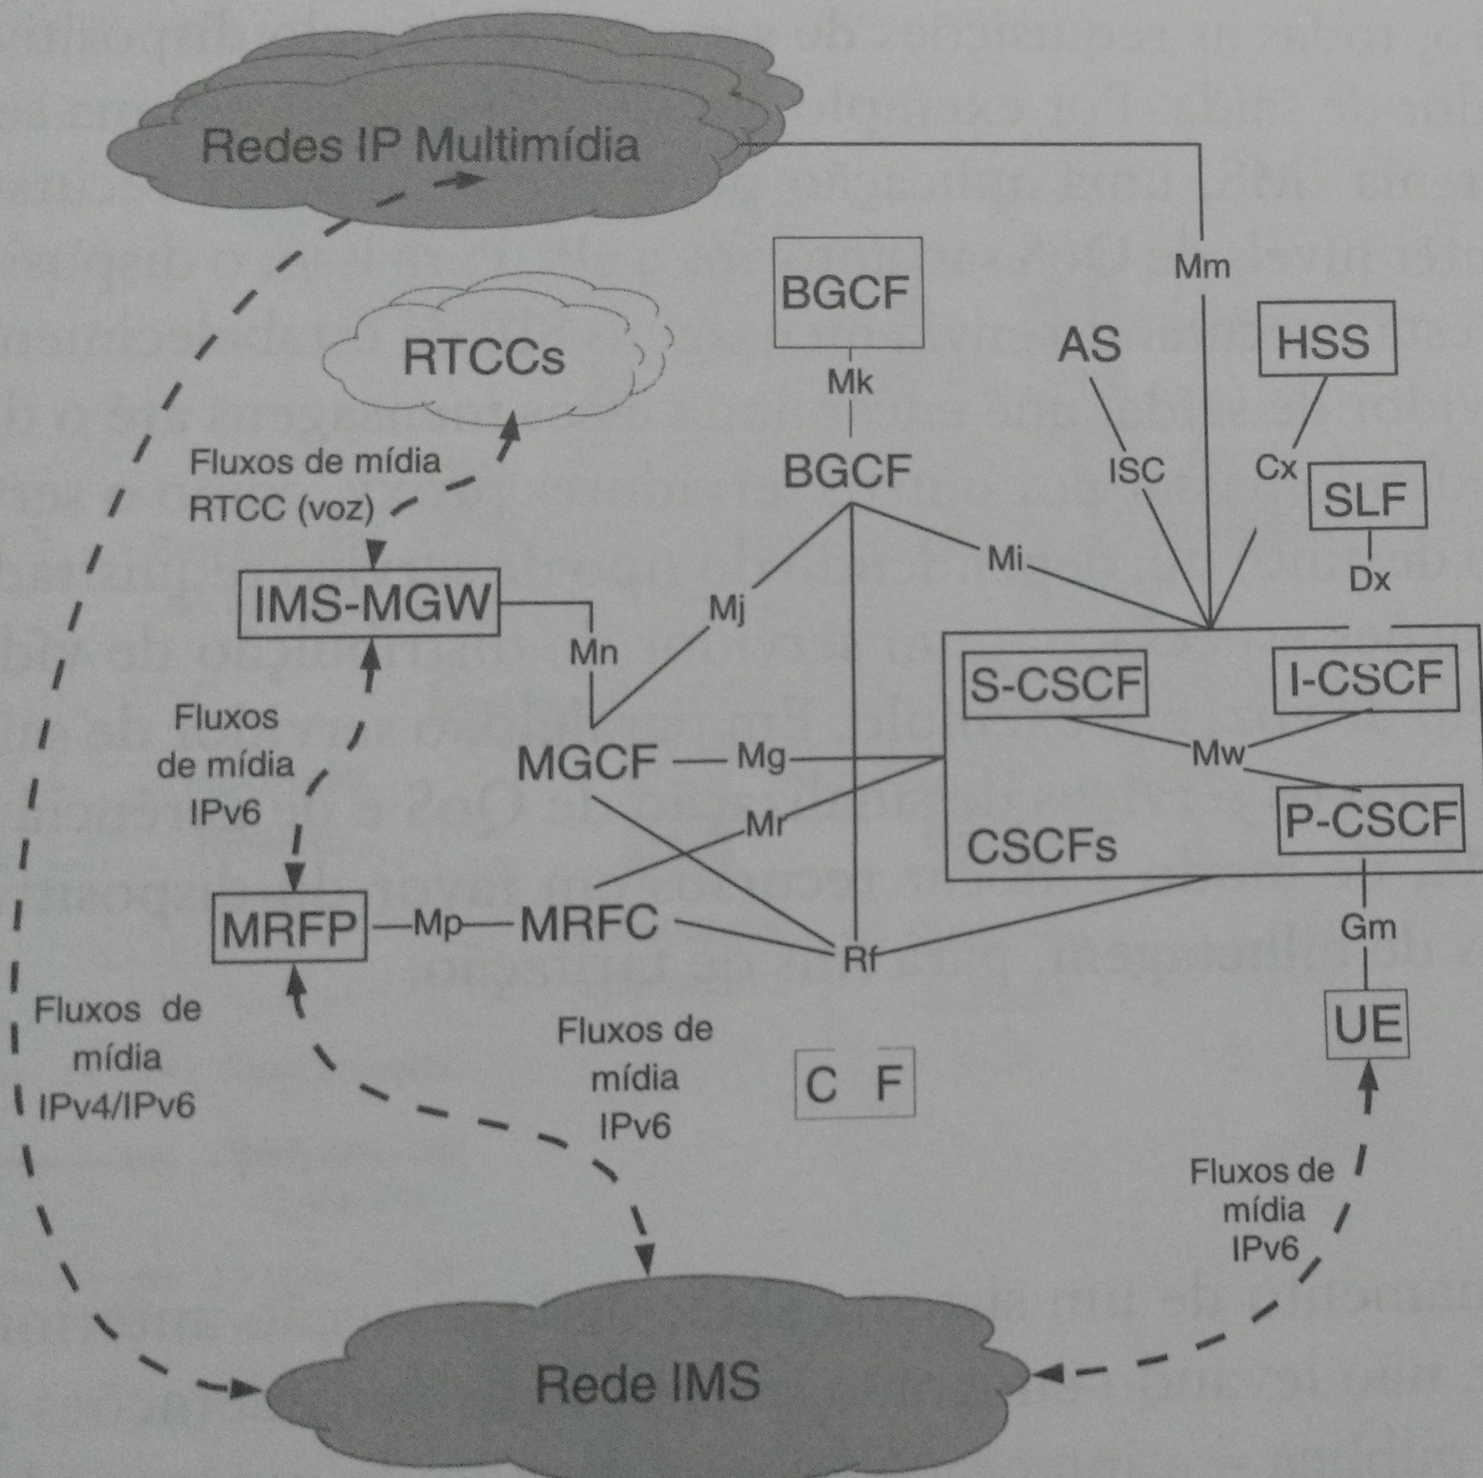 Redes IP Multimídia
Mm
BGCF
Mk
BGCF
AS
HSS
RTCCs
ISC
Cx
SLF
Dx
Fluxos de mídia
RTCC (voz)
Mi
Mj
IMS-MGW
Mn
S-CSCF
I-CSCF
Mw
P-CSCF
CSCFs
Fluxos
de mídia
IPv6
MGCF
Mg
Mr
MRFP
Mp
MRFC
Rf
Gm
UE
Fluxos de
mídia
IPv4/IPv6
Fluxos de
mídia
IPv6
C F
Fluxos de
mídia
IPv6
Rede IMS